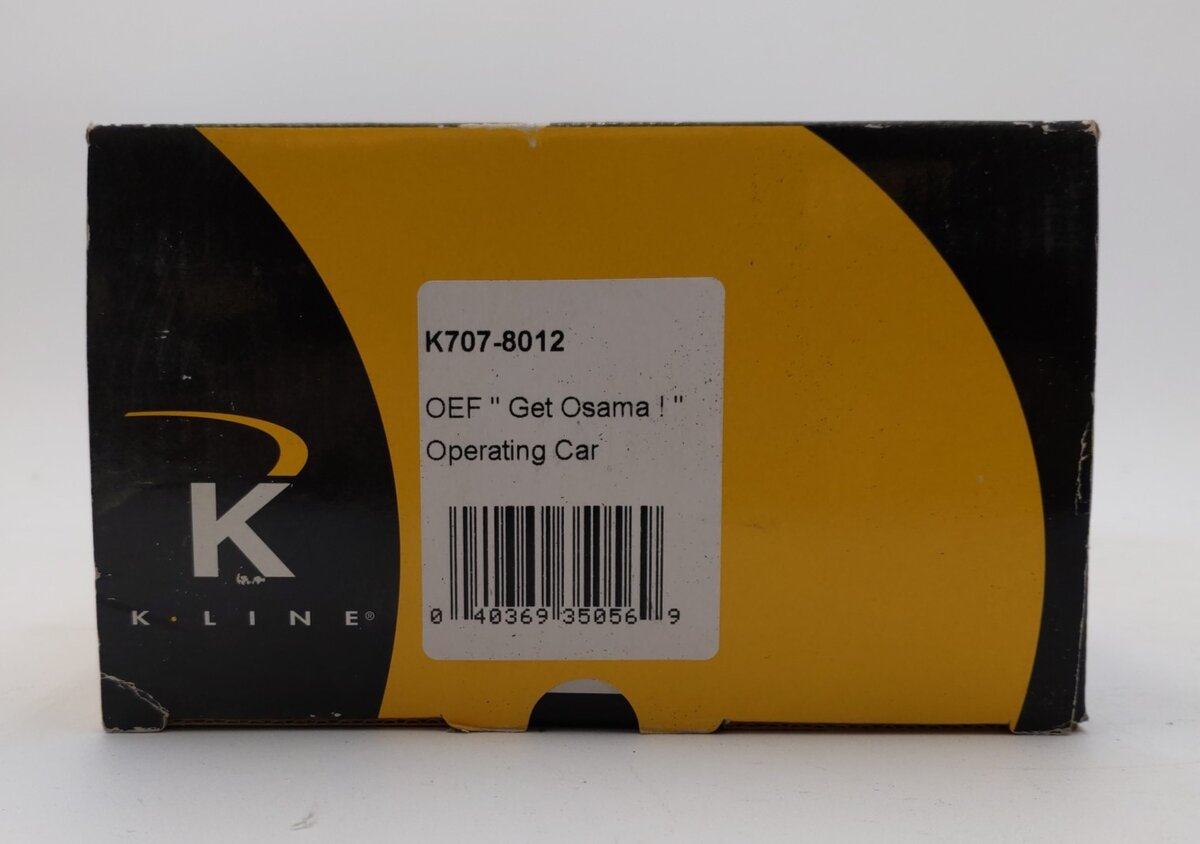 K707-8012
OEF " Get Osama ! "
Operating Car
0 40369 35056 9
K
K·LINE®